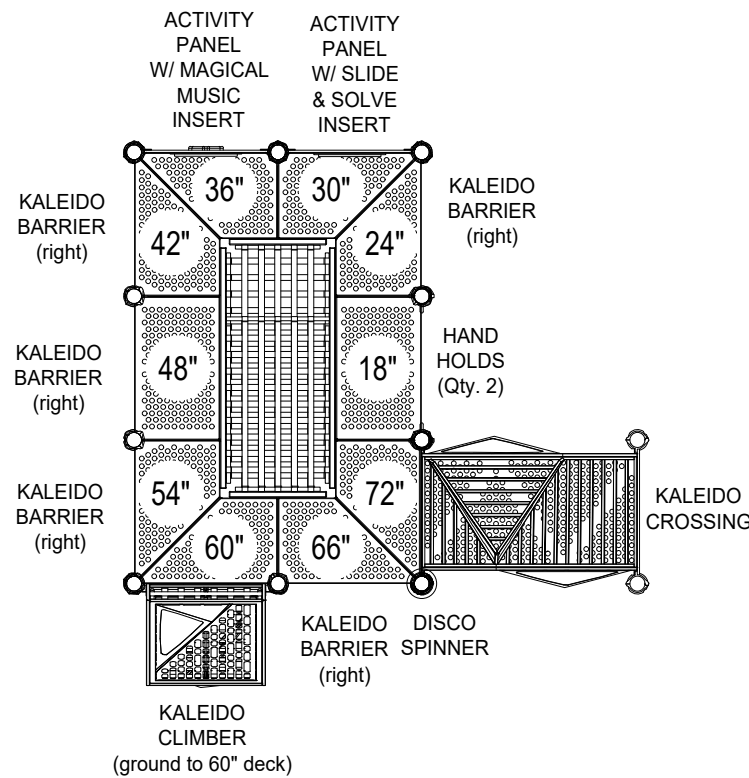 ACTIVITY
PANEL
W/ MAGICAL
MUSIC
INSERT
ACTIVITY
PANEL
W/ SLIDE
& SOLVE
INSERT
KALEIDO
BARRIER
(right)
36"
30"
KALEIDO
BARRIER
(right)
42"
24"
KALEIDO
BARRIER
(right)
48"
18"
HAND
HOLDS
(Qty. 2)
KALEIDO
BARRIER
(right)
54"
72"
KALEIDO
CROSSING
60"
66"
KALEIDO
BARRIER
(right)
DISCO
SPINNER
KALEIDO
CLIMBER
(ground to 60" deck)